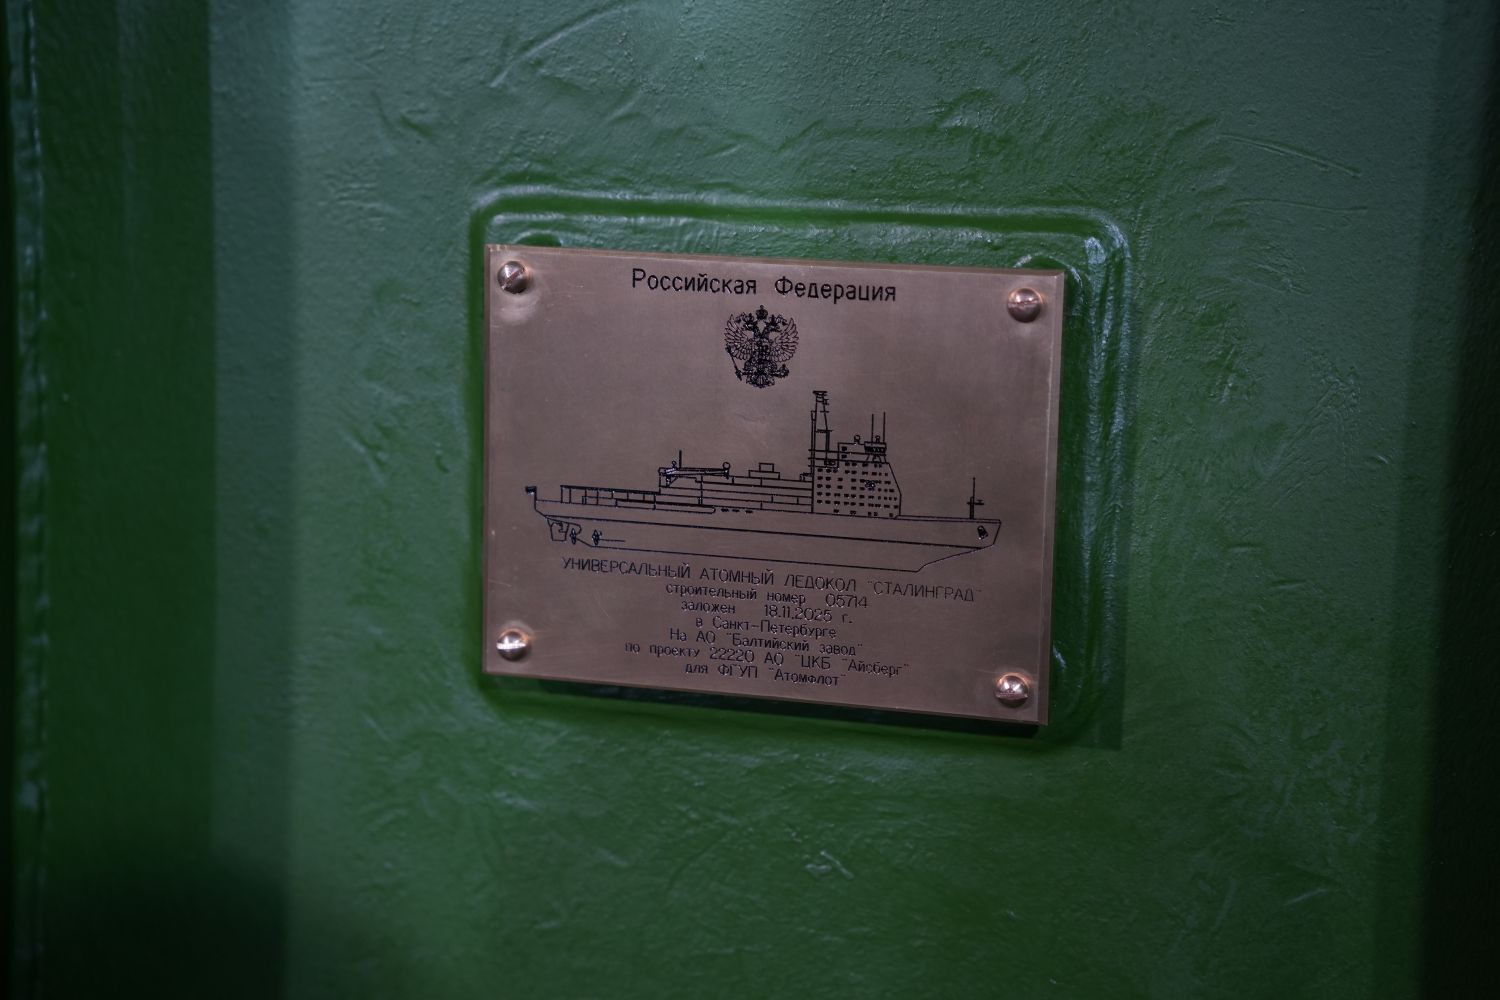 Российская Федерация
УНИВЕРСАЛЬНЫЙ АТОМНЫЙ ЛЕДОКОЛ "СТАЛИНГРАД"
строительный номер 05714
заложен 18.11.2025 г.
в Санкт-Петербурге
На АО "Балтийский завод"
по проекту 22220 АО "ЦКБ "Айсберг"
для ФГУП "Атомфлот"